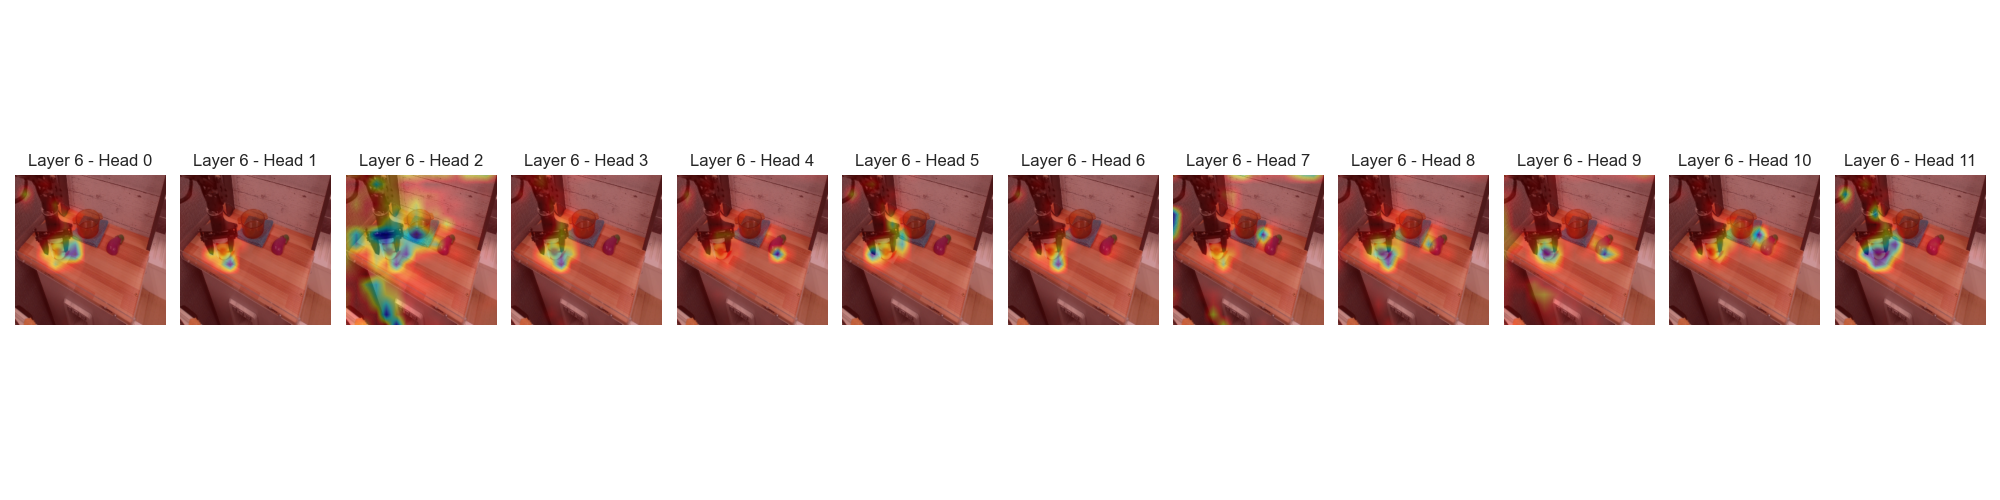 Layer 6 - Head 0
Layer 6 - Head 1
Layer 6 - Head 2
Layer 6 - Head 3
Layer 6 - Head 4
Layer 6 - Head 5
Layer 6 - Head 6
Layer 6 - Head 7
Layer 6 - Head 8
Layer 6 - Head 9
Layer 6 - Head 10
Layer 6 - Head 11